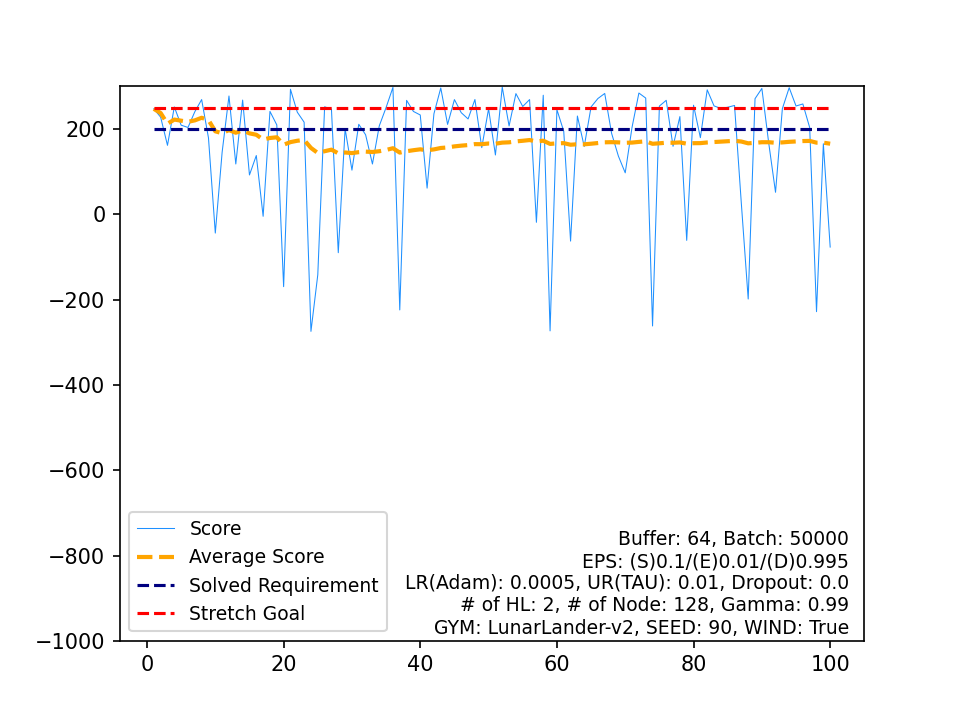 200
0
−200
−400
−600
−800
−1000
0
20
40
60
80
100
Score
Average Score
Solved Requirement
Stretch Goal
Buffer: 64, Batch: 50000
EPS: (S)0.1/(E)0.01/(D)0.995
LR(Adam): 0.0005, UR(TAU): 0.01, Dropout: 0.0
# of HL: 2, # of Node: 128, Gamma: 0.99
GYM: LunarLander-v2, SEED: 90, WIND: True